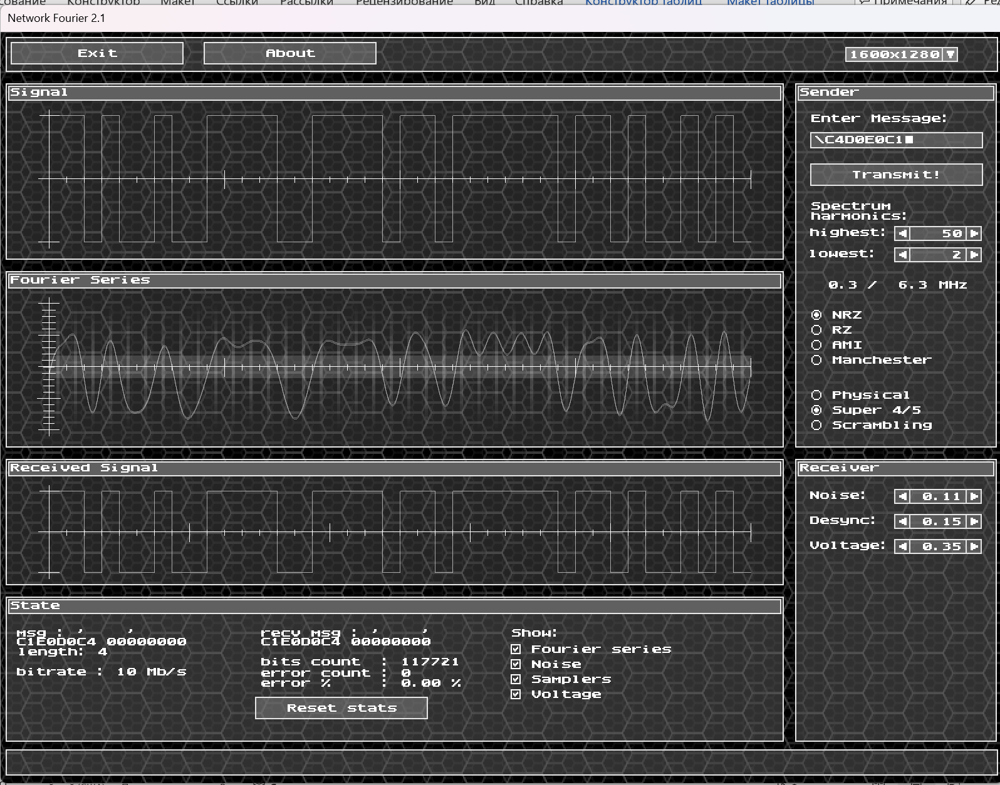 Конструктор Макет Ссылки Рассылки Рецензирование Вид Справка Конструктор таблиц Макет таблицы Примечания
Network Fourier 2.1
Exit About 1600x1280
Signal
Sender
Enter Message:
\C4D0E0C1
Transmit!
Spectrum
harmonics:
highest: 50
lowest: 2
0.3 / 6.3 MHz
NRZ
RZ
AMI
Manchester
Physical
Super 4/5
Scrambling
Fourier Series
Received Signal
Receiver
Noise: 0.11
Desync: 0.15
Voltage: 0.35
State
msg : ' '
C1E0D0C4 00000000
length: 4
bitrate : 10 Mb/s
recv msg : ' '
C1E0D0C4 00000000
bits count : 117721
error count : 0
error % : 0.00 %
Reset stats
Show:
Fourier series
Noise
Samplers
Voltage